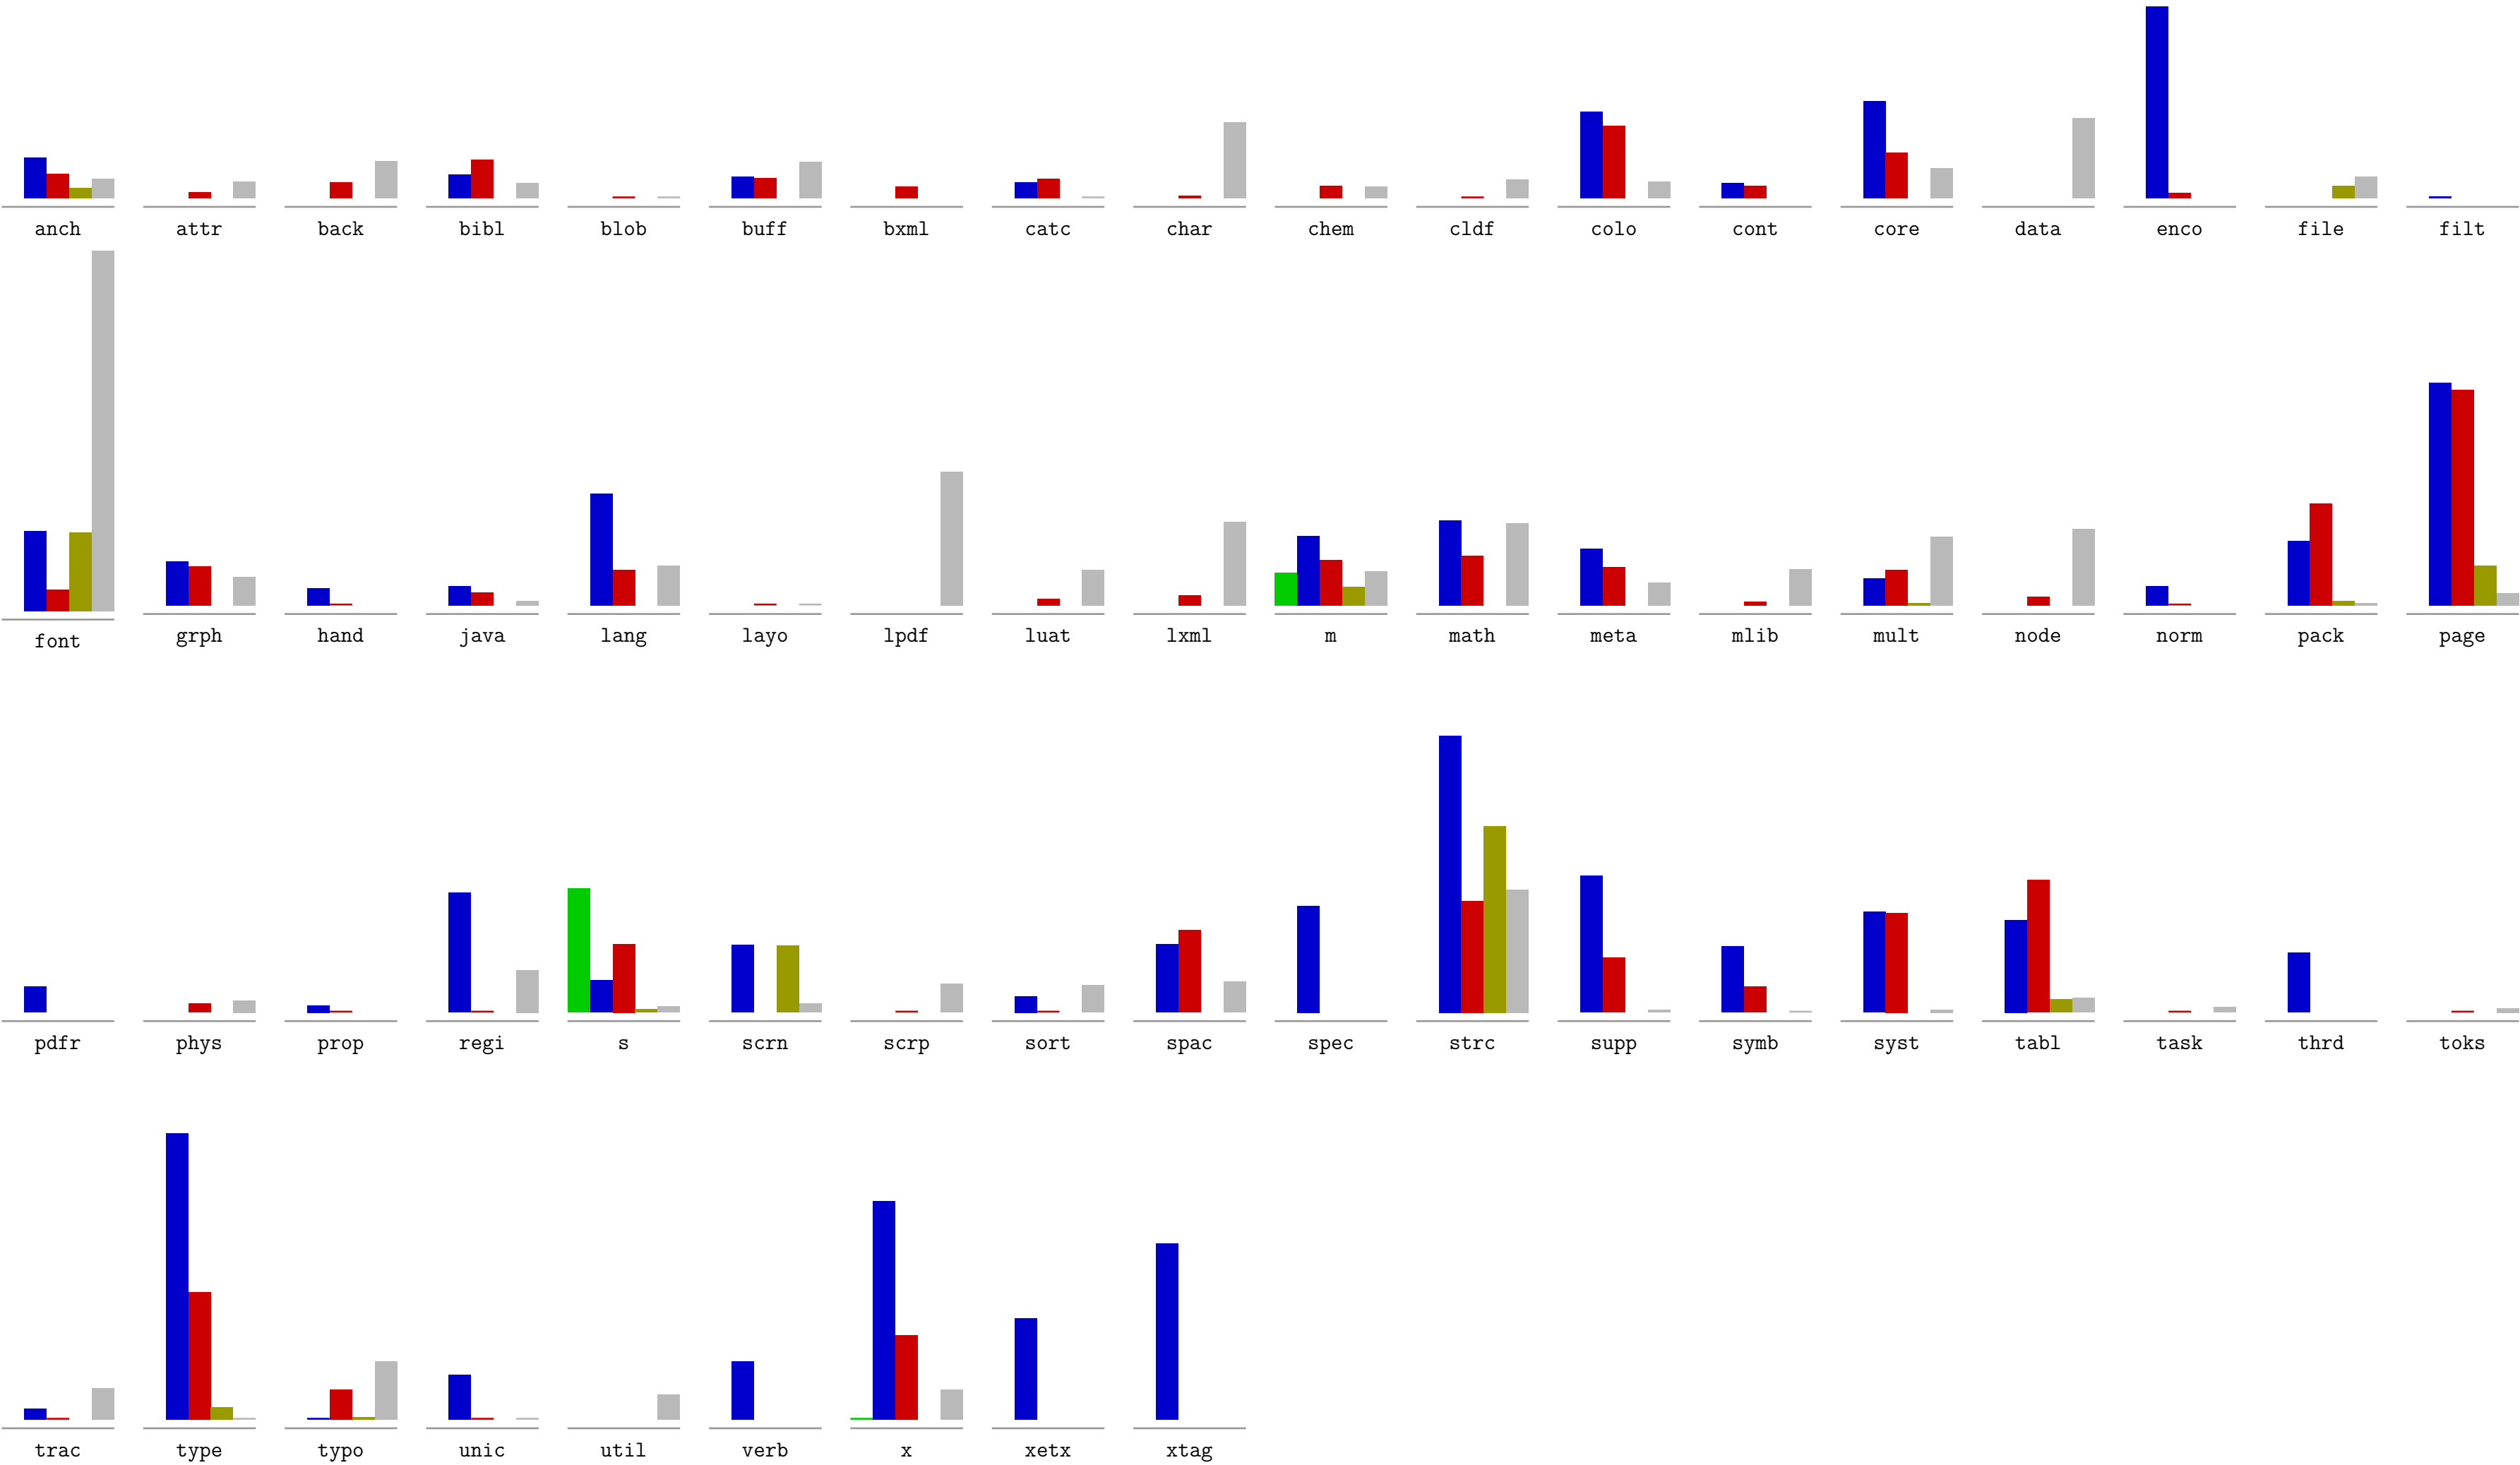 anch attr back bibl blob buff bxml catc char chem cldf colo cont core data enco file filt
font grph hand java lang layo lpdf luat lxml m math meta mlib mult node norm pack page
pdfr phys prop regi s scrn scrp sort spac spec strc supp symb syst tabl task thrd toks
trac type typo unic util verb x xetx xtag